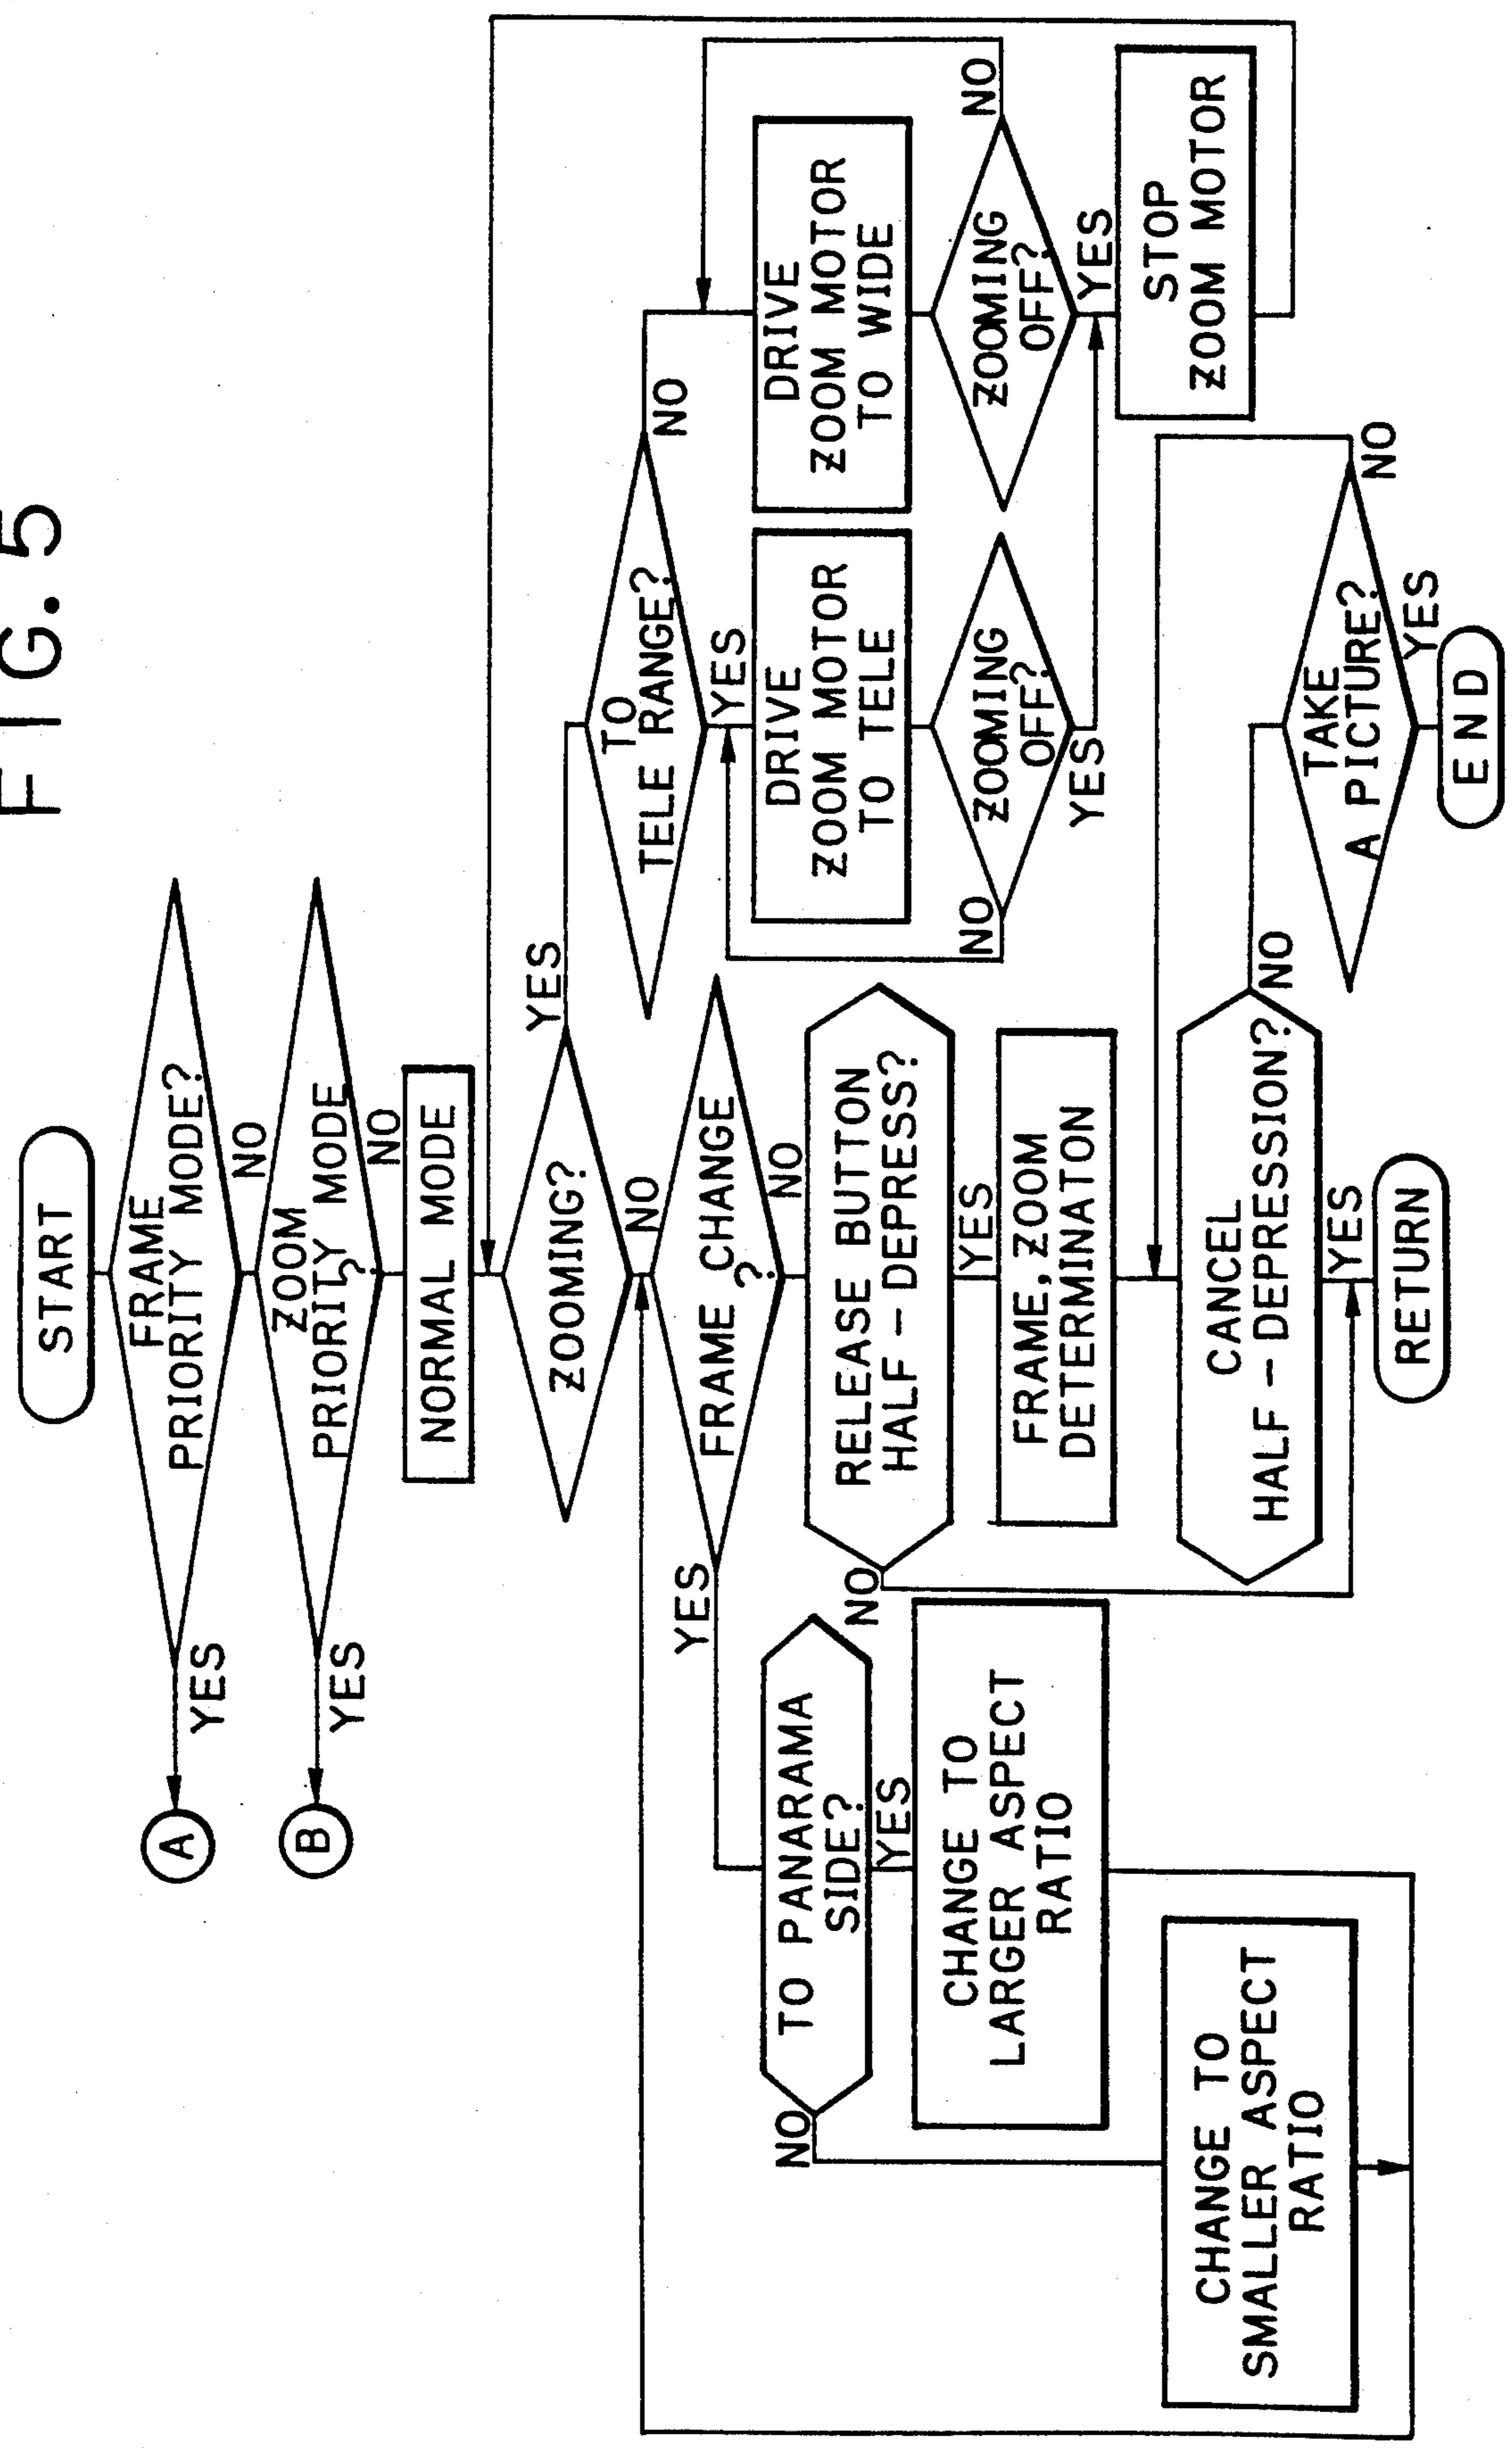 FIG.5
START
FRAME
PRIORITY MODE?
YES
A
NO
ZOOM
PRIORITY MODE
?
YES
B
NO
NORMAL MODE
ZOOMING?
YES
NO
TO
TELE RANGE?
NO
YES
DRIVE
ZOOM MOTOR
TO TELE
DRIVE
ZOOM MOTOR
TO WIDE
ZOOMING
OFF?
NO
YES
ZOOMING
OFF?
NO
YES
STOP
ZOOM MOTOR
FRAME CHANGE
?
YES
NO
TO PANARAMA
SIDE?
NO
YES
CHANGE TO
LARGER ASPECT
RATIO
CHANGE TO
SMALLER ASPECT
RATIO
RELEASE BUTTON
HALF-DEPRESS?
NO
YES
FRAME,ZOOM
DETERMINATON
CANCEL
HALF-DEPRESSION?
NO
YES
RETURN
TAKE
A PICTURE?
NO
YES
END